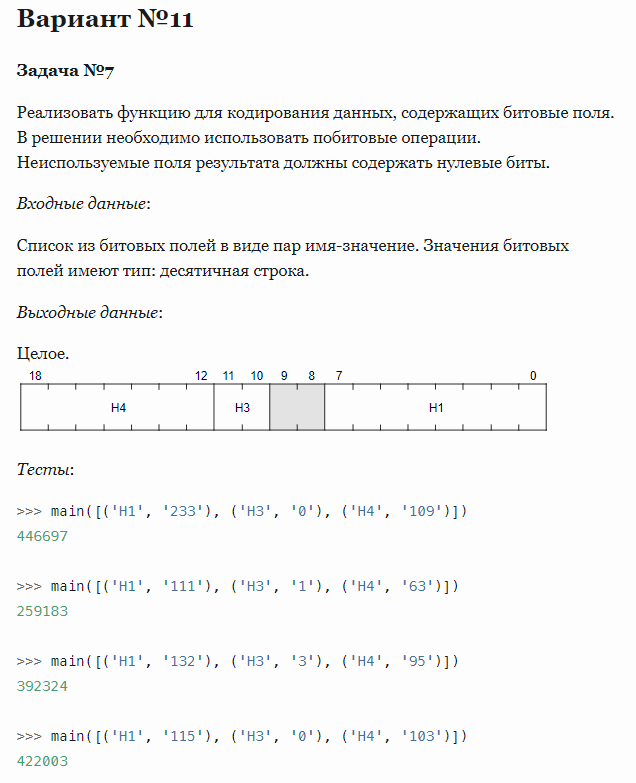 Вариант №11
Задача №7
Реализовать функцию для кодирования данных, содержащих битовые поля.
В решении необходимо использовать побитовые операции.
Неиспользуемые поля результата должны содержать нулевые биты.
Входные данные:
Список из битовых полей в виде пар имя-значение. Значения битовых
полей имеют тип: десятичная строка.
Выходные данные:
Целое.
18 12 11 10 9 8 7 0
H4 H3 H1
Тесты:
>>> main([('H1', '233'), ('H3', '0'), ('H4', '109')])
446697
>>> main([('H1', '111'), ('H3', '1'), ('H4', '63')])
259183
>>> main([('H1', '132'), ('H3', '3'), ('H4', '95')])
392324
>>> main([('H1', '115'), ('H3', '0'), ('H4', '103')])
422003